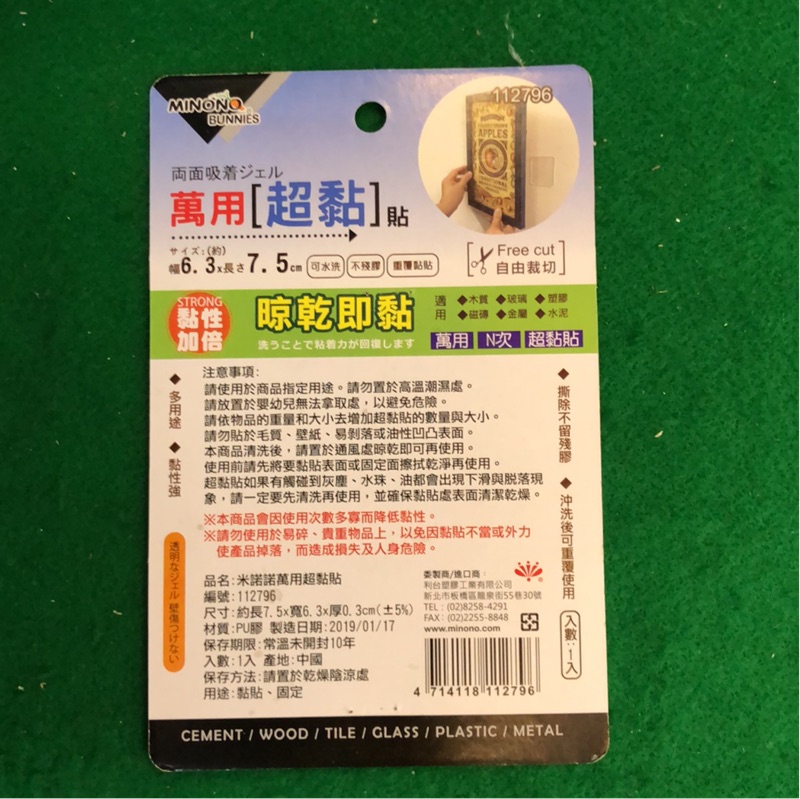 MINONO
BUNNIES
112796
APPLES
両面吸着ジェル
萬用[超黏]貼
サイズ:(約)
幅6.3x長さ7.5cm 可水洗 不殘膠 重覆黏貼
Free cut
自由裁切
STRONG
黏性
加倍
晾乾即黏
洗うことで粘着力が回復します
適用 ◆木質 ◆玻璃 ◆塑膠
◆磁磚 ◆金屬 ◆水泥
萬用 N次 超黏貼
◆多用途 ◆黏性強
透明なジェル 壁傷つけない
注意事項:
請使用於商品指定用途。請勿置於高溫潮濕處。
請放置於嬰幼兒無法拿取處，以避免危險。
請依物品的重量和大小去增加超黏貼的數量與大小。
請勿貼於毛質、壁紙、易剝落或油性凹凸表面。
本商品清洗後，請置於通風處晾乾即可再使用。
使用前請先將要黏貼表面或固定面擦拭乾淨再使用。
超黏貼如果有觸碰到灰塵、水珠、油都會出現下滑與脱落現
象，請一定要先清洗再使用，並確保黏貼處表面清潔乾燥。
※本商品會因使用次數多寡而降低黏性。
※請勿使用於易碎、貴重物品上，以免因黏貼不當或外力
使產品掉落，而造成損失及人身危險。
◆撕除不留殘膠 ◆沖洗後可重覆使用
入數:1入
品名:米諾諾萬用超黏貼
編號:112796
尺寸:約長7.5x寬6.3x厚0.3cm(±5%)
材質:PU膠 製造日期:2019/01/17
保存期限:常溫未開封10年
入數:1入 產地:中國
保存方法:請置於乾燥陰涼處
用途:黏貼、固定
委製商/進口商:
利台塑膠工業有限公司
新北市板橋區龍泉街55巷30號
TEL:(02)8258-4291
FAX:(02)2255-8848
www.minono.com
4 714118 112796
CEMENT / WOOD / TILE / GLASS / PLASTIC / METAL